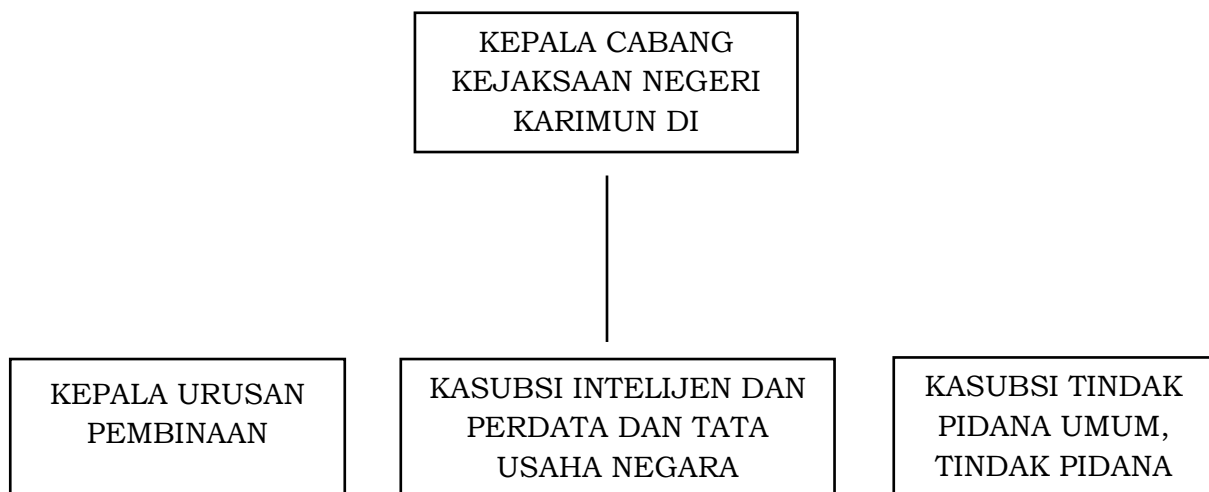 KEPALA CABANG
KEJAKSAAN NEGERI
KARIMUN DI
KEPALA URUSAN
PEMBINAAN
KASUBSI INTELIJEN DAN
PERDATA DAN TATA
USAHA NEGARA
KASUBSI TINDAK
PIDANA UMUM,
TINDAK PIDANA